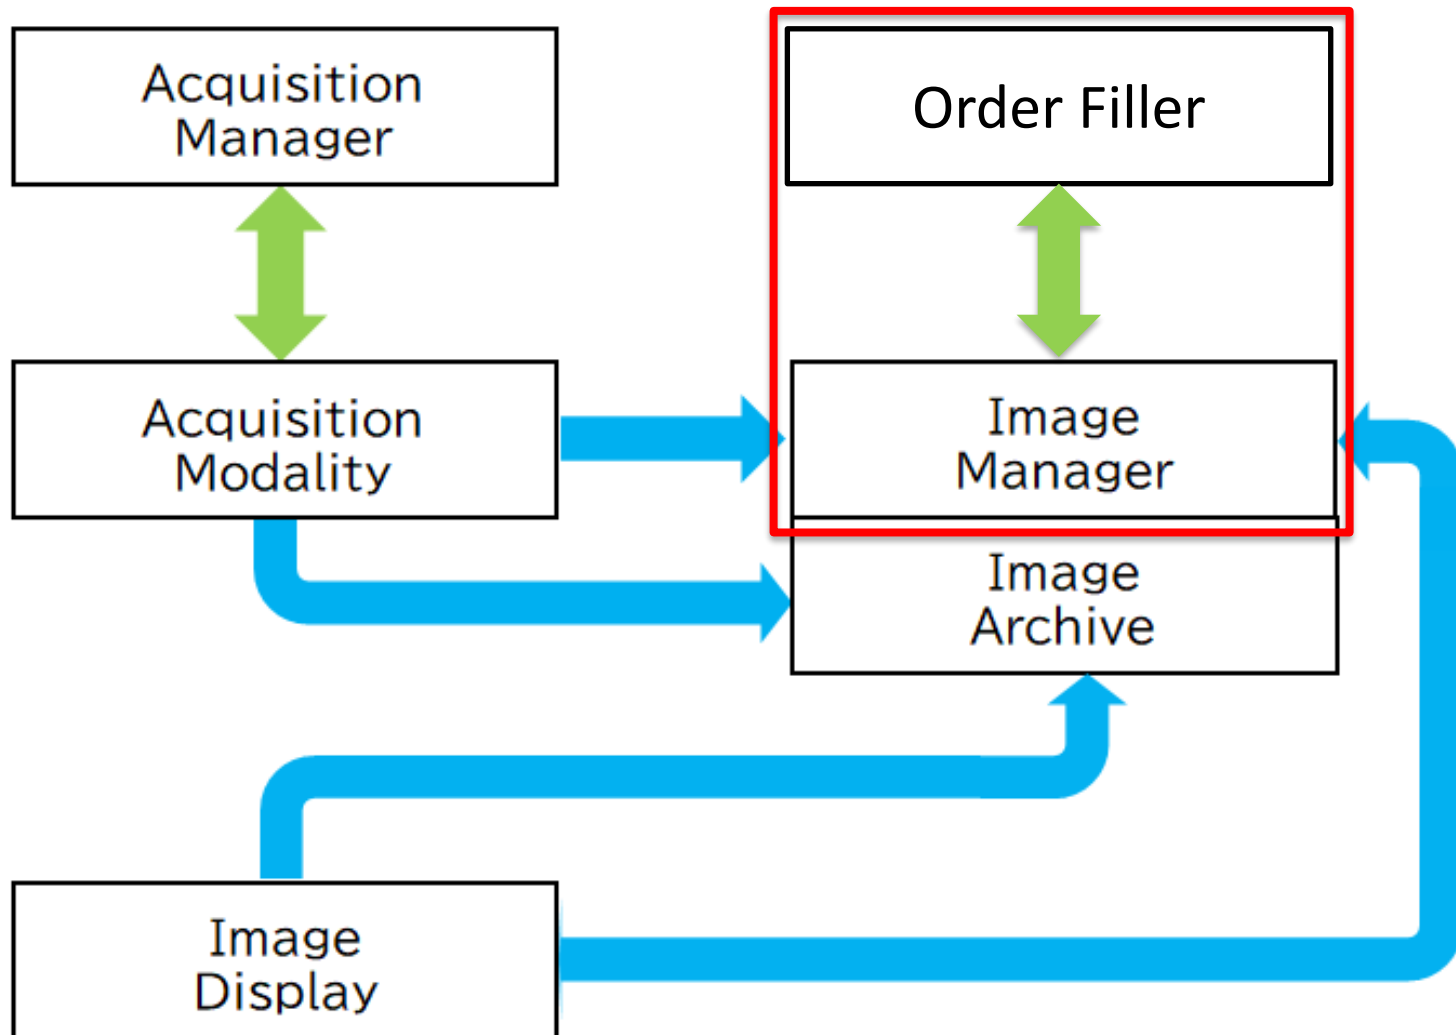 Acquisition
Manager
Order Filler
Acquisition
Modality
Image
Manager
Image
Archive
Image
Display